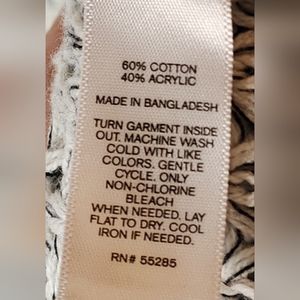 60% COTTON
40% ACRYLIC
MADE IN BANGLADESH
TURN GARMENT INSIDE
OUT. MACHINE WASH
COLD WITH LIKE
COLORS. GENTLE
CYCLE. ONLY
NON-CHLORINE
BLEACH
WHEN NEEDED. LAY
FLAT TO DRY. COOL
IRON IF NEEDED.
RN# 55285